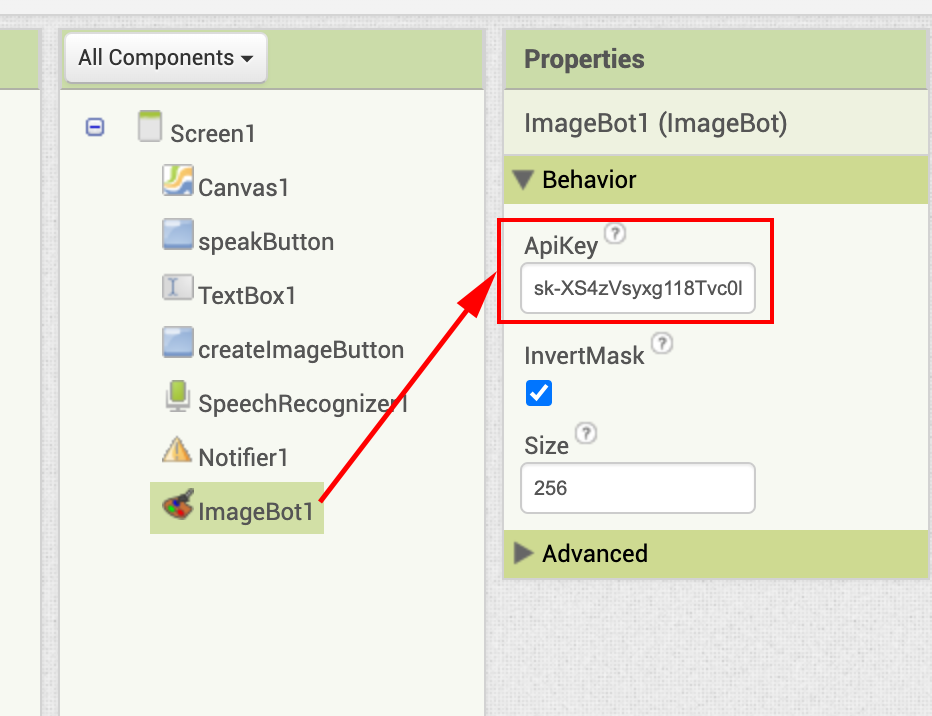 All Components
Properties
Screen1
Canvas1
speakButton
TextBox1
createImageButton
SpeechRecognizer1
Notifier1
ImageBot1
ImageBot1 (ImageBot)
Behavior
ApiKey ?
sk-XS4zVsyxg118Tvc0l
InvertMask ?
Size ?
256
Advanced